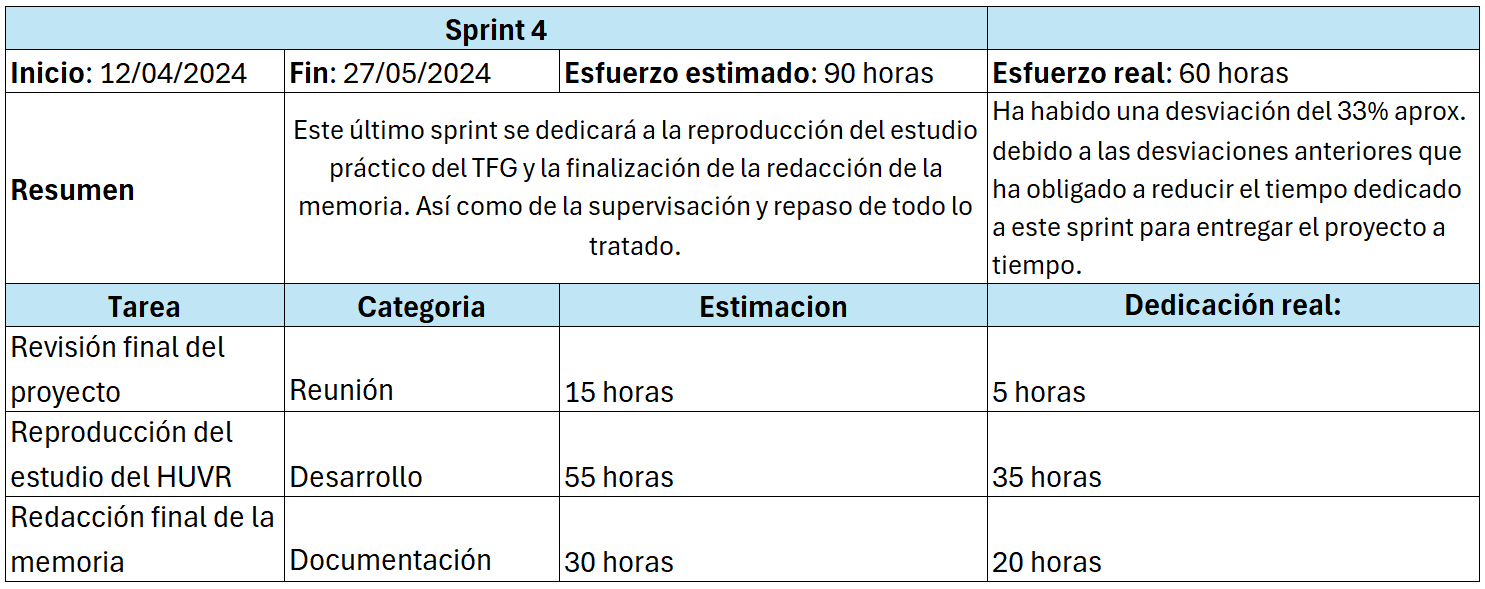 Sprint 4
Inicio: 12/04/2024 Fin: 27/05/2024 Esfuerzo estimado: 90 horas Esfuerzo real: 60 horas
Resumen
Este último sprint se dedicará a la reproducción del estudio
práctico del TFG y la finalización de la redacción de la
memoria. Así como de la supervisación y repaso de todo lo
tratado.
Ha habido una desviación del 33% aprox.
debido a las desviaciones anteriores que
ha obligado a reducir el tiempo dedicado
a este sprint para entregar el proyecto a
tiempo.
Tarea Categoria Estimacion Dedicación real:
Revisión final del
proyecto Reunión 15 horas 5 horas
Reproducción del
estudio del HUVR Desarrollo 55 horas 35 horas
Redacción final de la
memoria Documentación 30 horas 20 horas